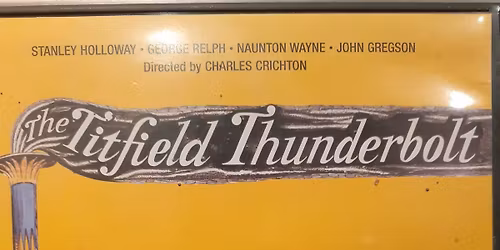 STANLEY HOLLOWAY • GEORGE RELPH • NAUNTON WAYNE • JOHN GREGSON
Directed by CHARLES CRICHTON
The Titfield Thunderbolt